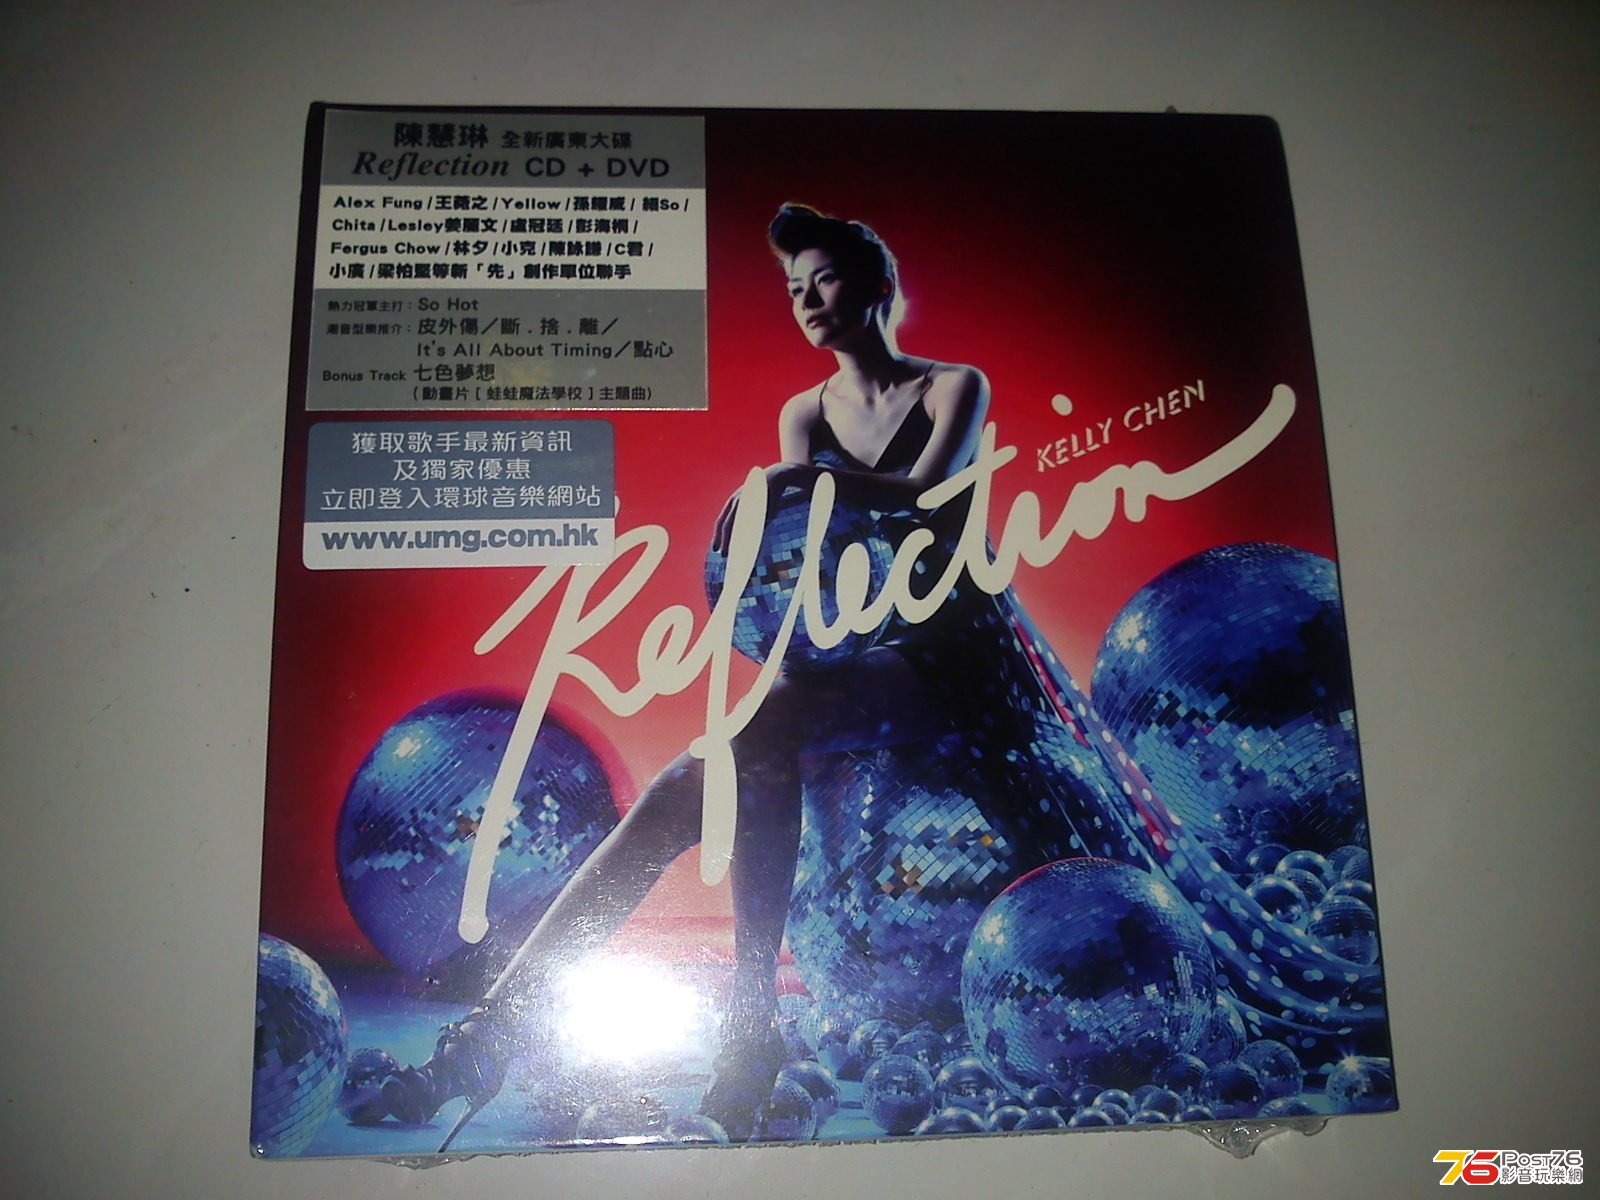 陳慧琳 全新廣東大碟
Reflection CD + DVD
Alex Fung/王菀之/Yellow/孫耀威/細So/
Chita/Lesley姜麗文/盧冠廷/彭海桐/
Fergus Chow/林夕/小克/陳詠謙/C君/
小廣/梁柏堅等新「先」創作單位聯手
熱力冠軍主打：So Hot
潮音型樂推介：皮外傷／斷．捨．離／
It's All About Timing／點心
Bonus Track 七色夢想
（動畫片［蛙蛙魔法學校］主題曲）
獲取歌手最新資訊
及獨家優惠
立即登入環球音樂網站
www.umg.com.hk
KELLY CHEN
Reflection
76 Post76
影音玩樂網